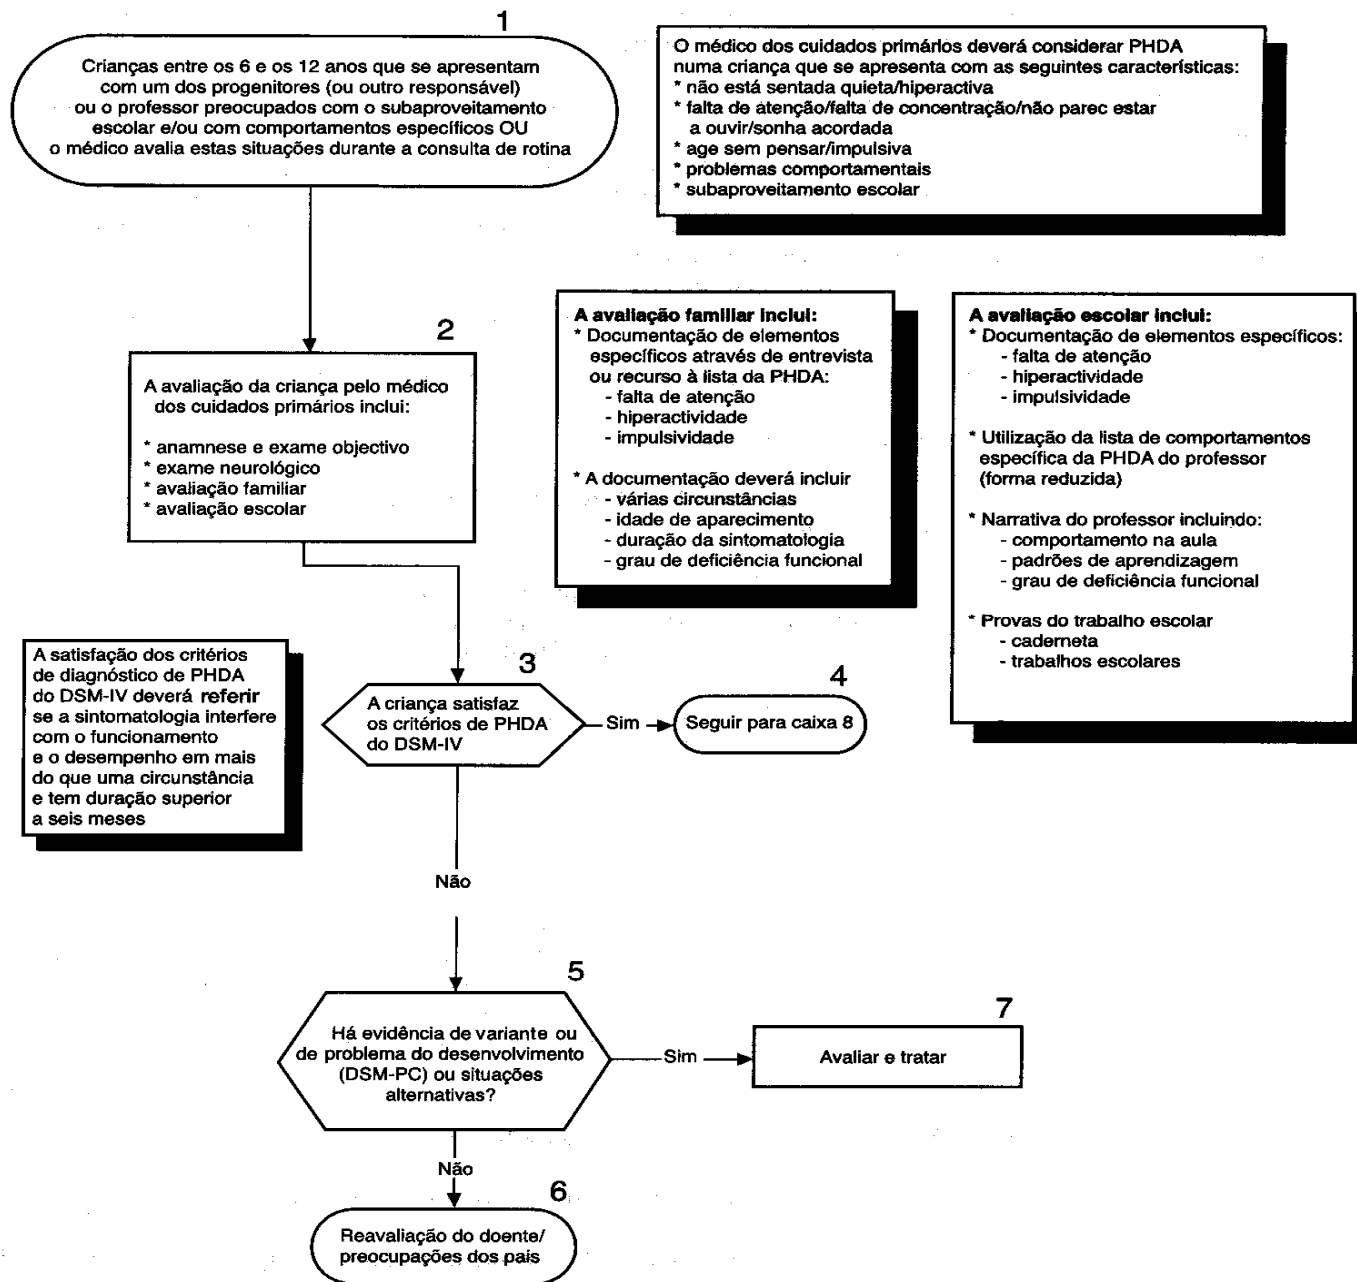 1
Crianças entre os 6 e os 12 anos que se apresentam
com um dos progenitores (ou outro responsável)
ou o professor preocupados com o subaproveitamento
escolar e/ou com comportamentos específicos OU
o médico avalia estas situações durante a consulta de rotina
O médico dos cuidados primários deverá considerar PHDA
numa criança que se apresenta com as seguintes características:
* não está sentada quieta/hiperactiva
* falta de atenção/falta de concentração/não parec estar
a ouvir/sonha acordada
* age sem pensar/impulsiva
* problemas comportamentais
* subaproveitamento escolar
2
A avaliação da criança pelo médico
dos cuidados primários inclui:
* anamnese e exame objectivo
* exame neurológico
* avaliação familiar
* avaliação escolar
A avaliação familiar inclui:
* Documentação de elementos
específicos através de entrevista
ou recurso à lista da PHDA:
- falta de atenção
- hiperactividade
- impulsividade
* A documentação deverá incluir
- várias circunstâncias
- idade de aparecimento
- duração da sintomatologia
- grau de deficiência funcional
A avaliação escolar inclui:
* Documentação de elementos específicos:
- falta de atenção
- hiperactividade
- impulsividade
* Utilização da lista de comportamentos
específica da PHDA do professor
(forma reduzida)
* Narrativa do professor incluindo:
- comportamento na aula
- padrões de aprendizagem
- grau de deficiência funcional
* Provas do trabalho escolar
- caderneta
- trabalhos escolares
A satisfação dos critérios
de diagnóstico de PHDA
do DSM-IV deverá referir
se a sintomatologia interfere
com o funcionamento
e o desempenho em mais
do que uma circunstância
e tem duração superior
a seis meses
3
A criança satisfaz
os critérios de PHDA
do DSM-IV
Sim
4
Seguir para caixa 8
Não
5
Há evidência de variante ou
de problema do desenvolvimento
(DSM-PC) ou situações
alternativas?
Sim
7
Avaliar e tratar
Não
6
Reavaliação do doente/
preocupações dos pais